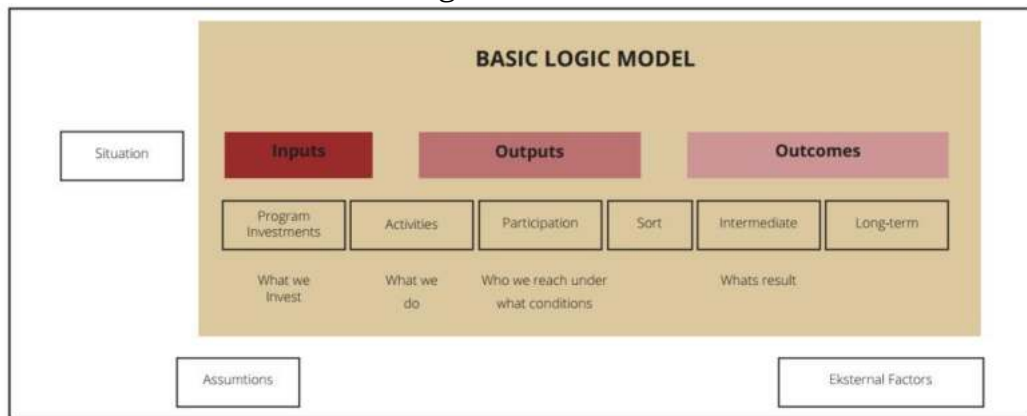 BASIC LOGIC MODEL
Situation
Inputs
Outputs
Outcomes
Program
Investments
Activities
Participation
Sort
Intermediate
Long-term
What we
Invest
What we
do
Who we reach under
what conditions
Whats result
Assumtions
Eksternal Factors